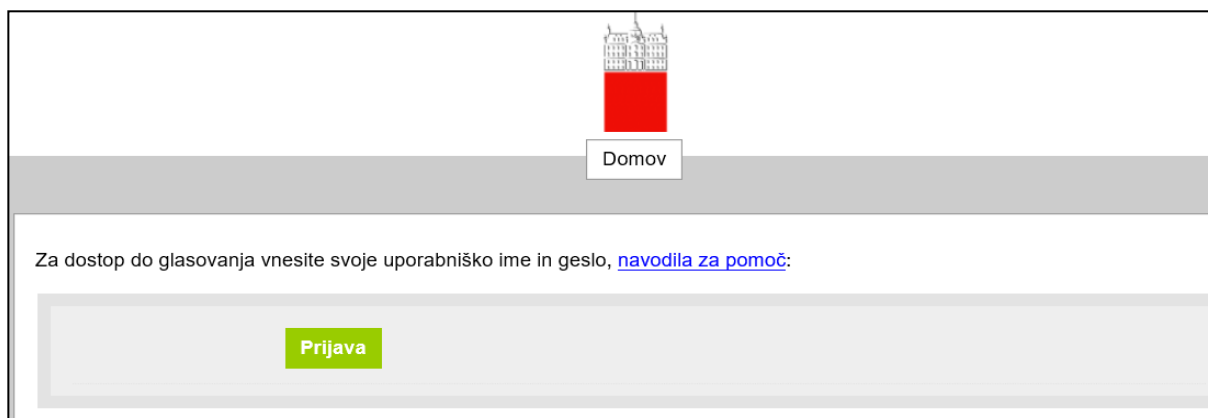 Domov
Za dostop do glasovanja vnesite svoje uporabniško ime in geslo, navodila za pomoč:
Prijava